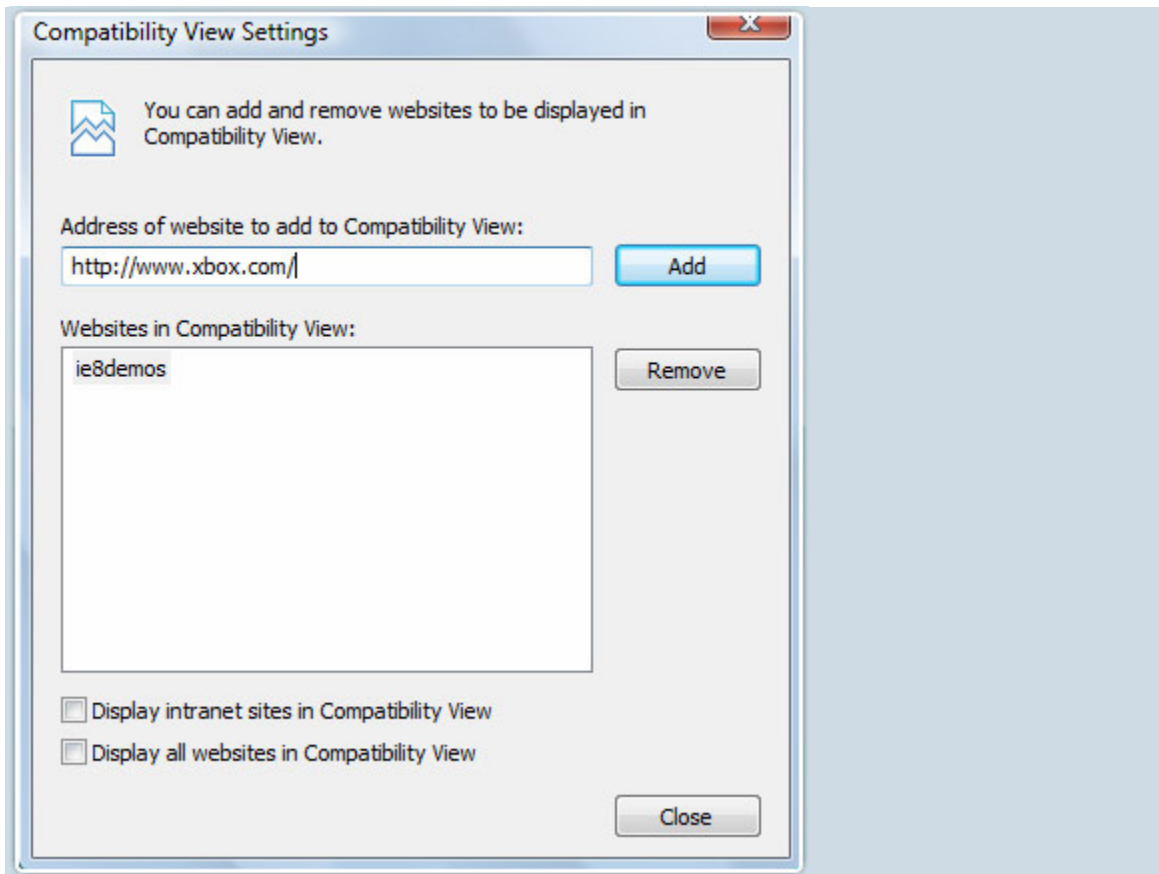 Compatibility View Settings
You can add and remove websites to be displayed in
Compatibility View.
Address of website to add to Compatibility View:
http://www.xbox.com/
Add
Websites in Compatibility View:
ie8demos
Remove
Display intranet sites in Compatibility View
Display all websites in Compatibility View
Close